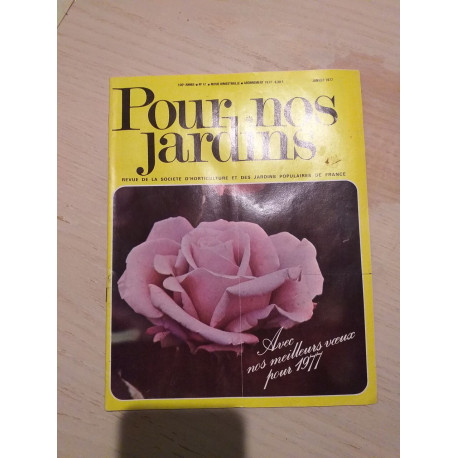 Pour nos
jardins
REVUE DE LA SOCIETE D'HORTICULTURE ET DES JARDINS POPULAIRES DE FRANCE
Avec
nos meilleurs vœux
pour 1977